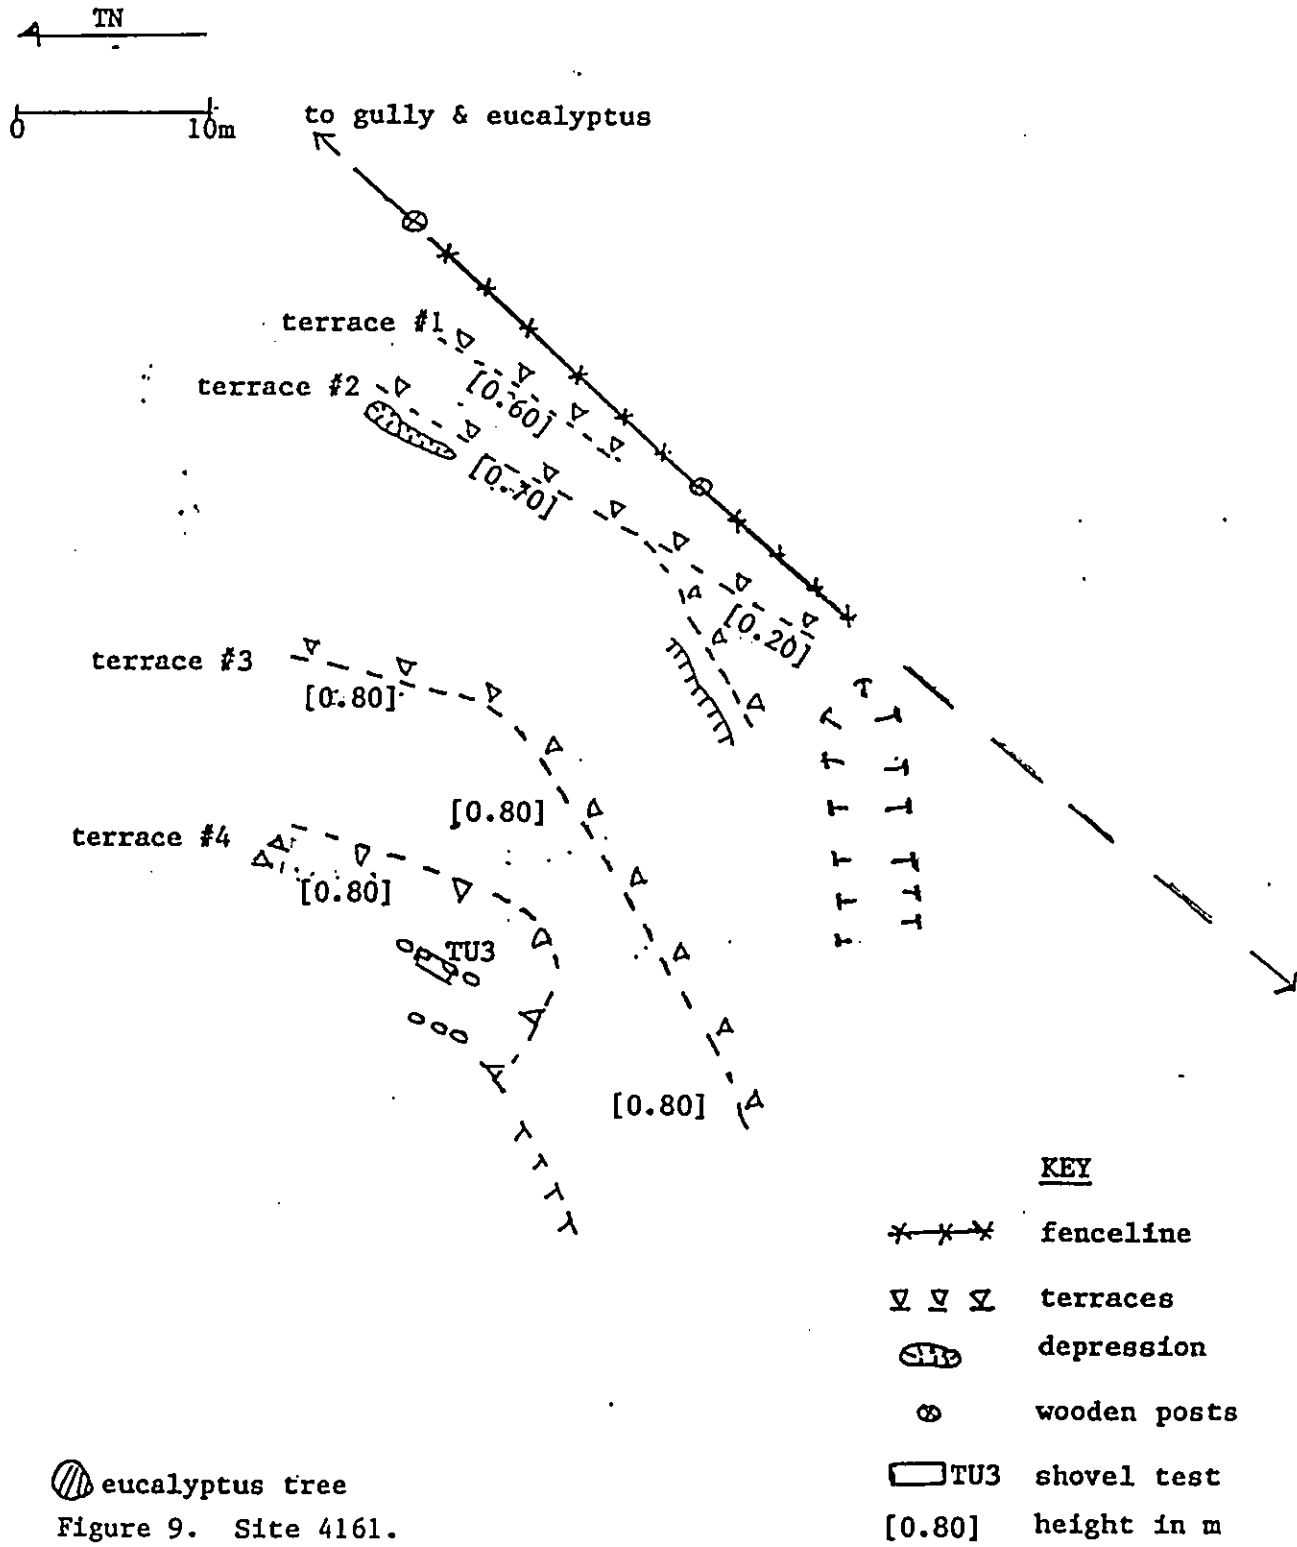 TN
0 10m
to gully & eucalyptus
terrace #1
terrace #2
[0.60]
[0.70]
[0.20]
terrace #3
[0.80]
[0.80]
terrace #4
[0.80]
TU3
[0.80]
KEY
fenceline
terraces
depression
wooden posts
TU3 shovel test
[0.80] height in m
eucalyptus tree
Figure 9. Site 4161.